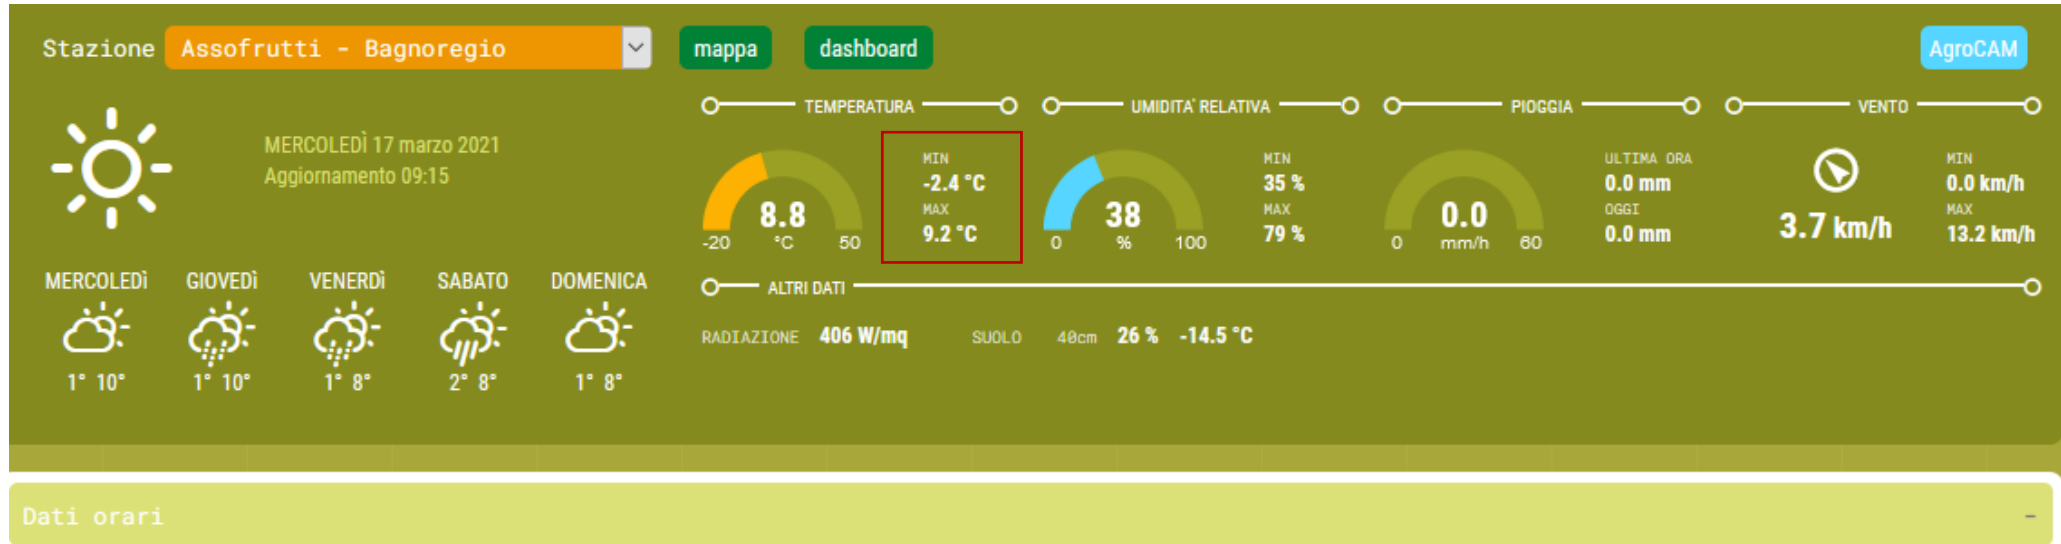 Stazione Assofrutti - Bagnoregio mappa dashboard AgroCAM
MERCOLEDÌ 17 marzo 2021
Aggiornamento 09:15
TEMPERATURA
8.8
°C
-20 50
MIN
-2.4 °C
MAX
9.2 °C
UMIDITA' RELATIVA
38
%
0 100
MIN
35 %
MAX
79 %
PIOGGIA
0.0
mm/h
0 60
ULTIMA ORA
0.0 mm
OGGI
0.0 mm
VENTO
3.7 km/h
MIN
0.0 km/h
MAX
13.2 km/h
MERCOLEDÌ GIOVEDÌ VENERDÌ SABATO DOMENICA
1° 10° 1° 10° 1° 8° 2° 8° 1° 8°
ALTRI DATI
RADIAZIONE 406 W/mq SUOLO 40cm 26 % -14.5 °C
Dati orari -